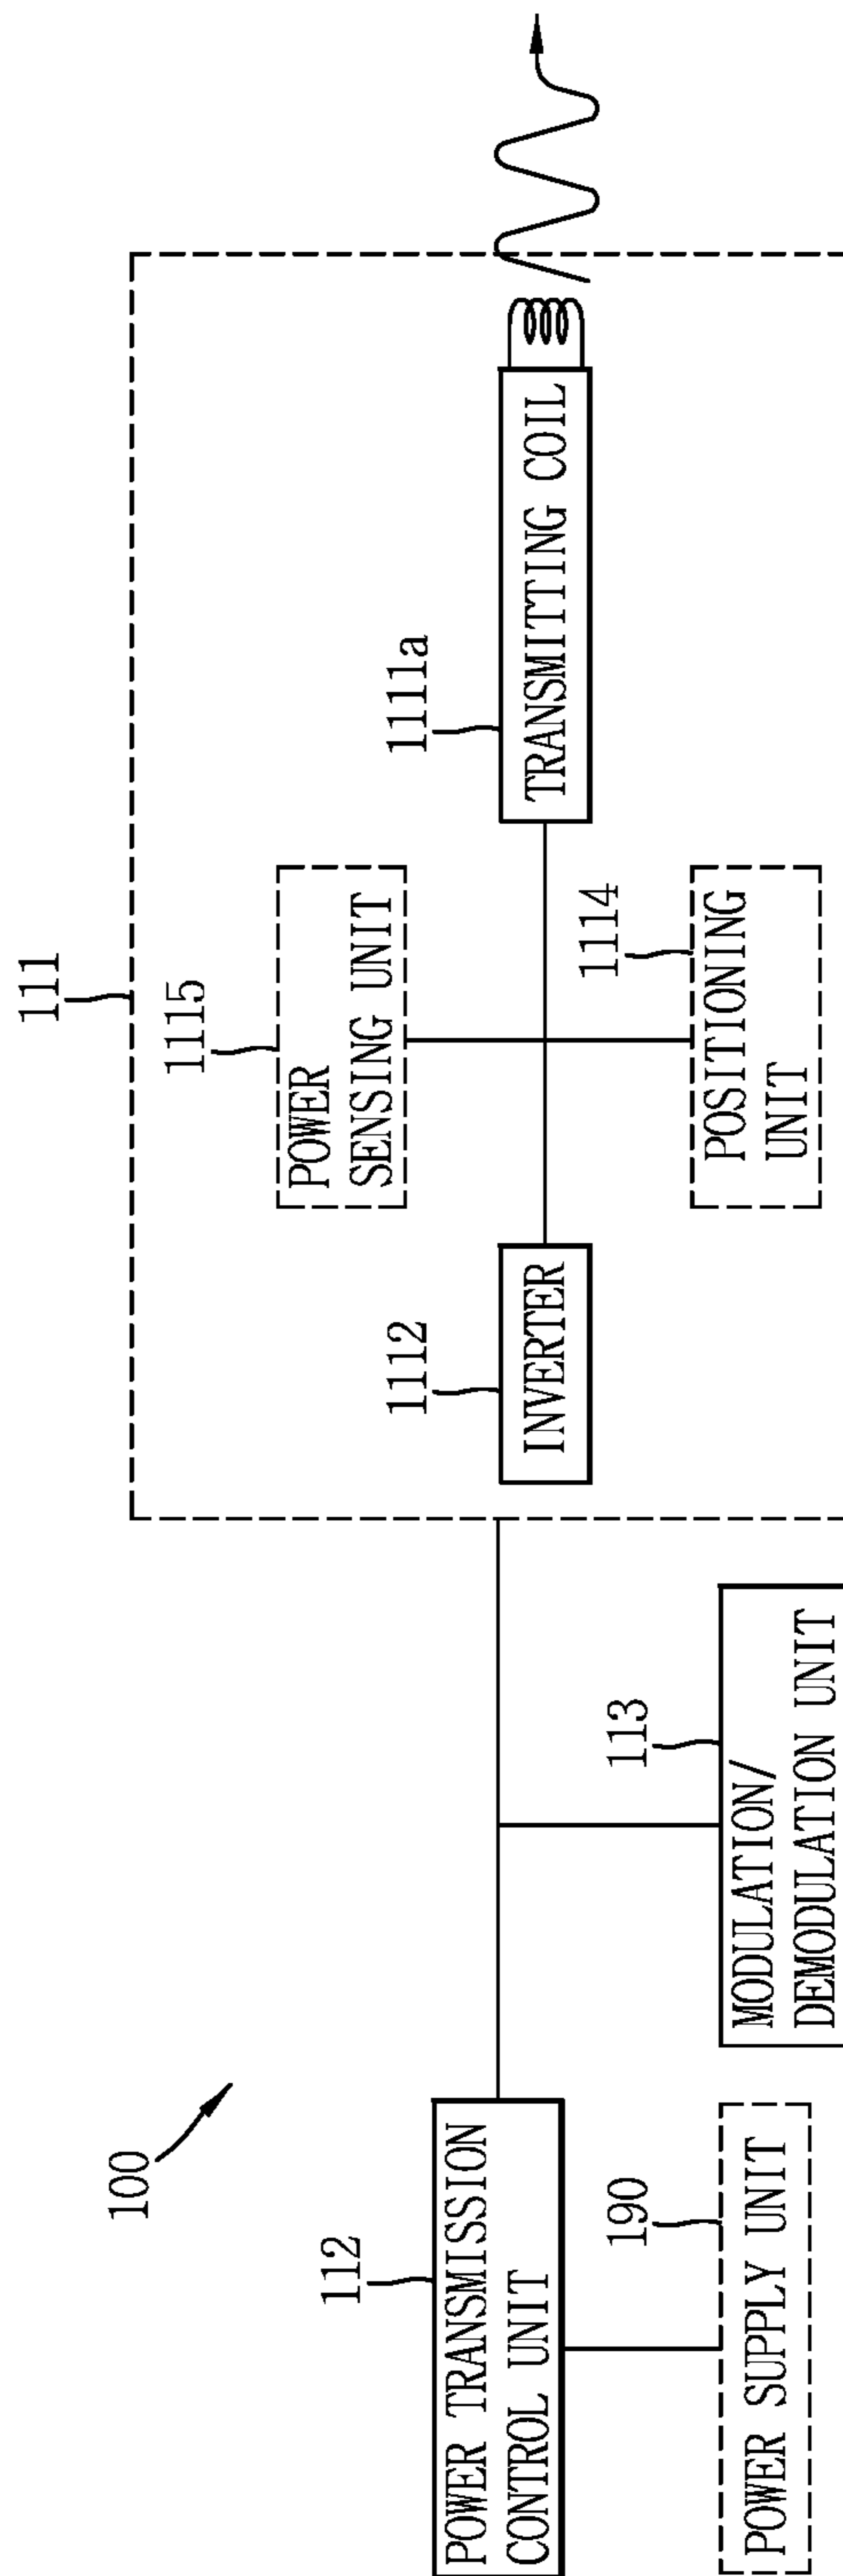 100
112
POWER TRANSMISSION
CONTROL UNIT
190
POWER SUPPLY UNIT
113
MODULATION/
DEMODULATION UNIT
111
1115
POWER
SENSING UNIT
1112
INVERTER
1111a
TRANSMITTING COIL
1114
POSITIONING
UNIT